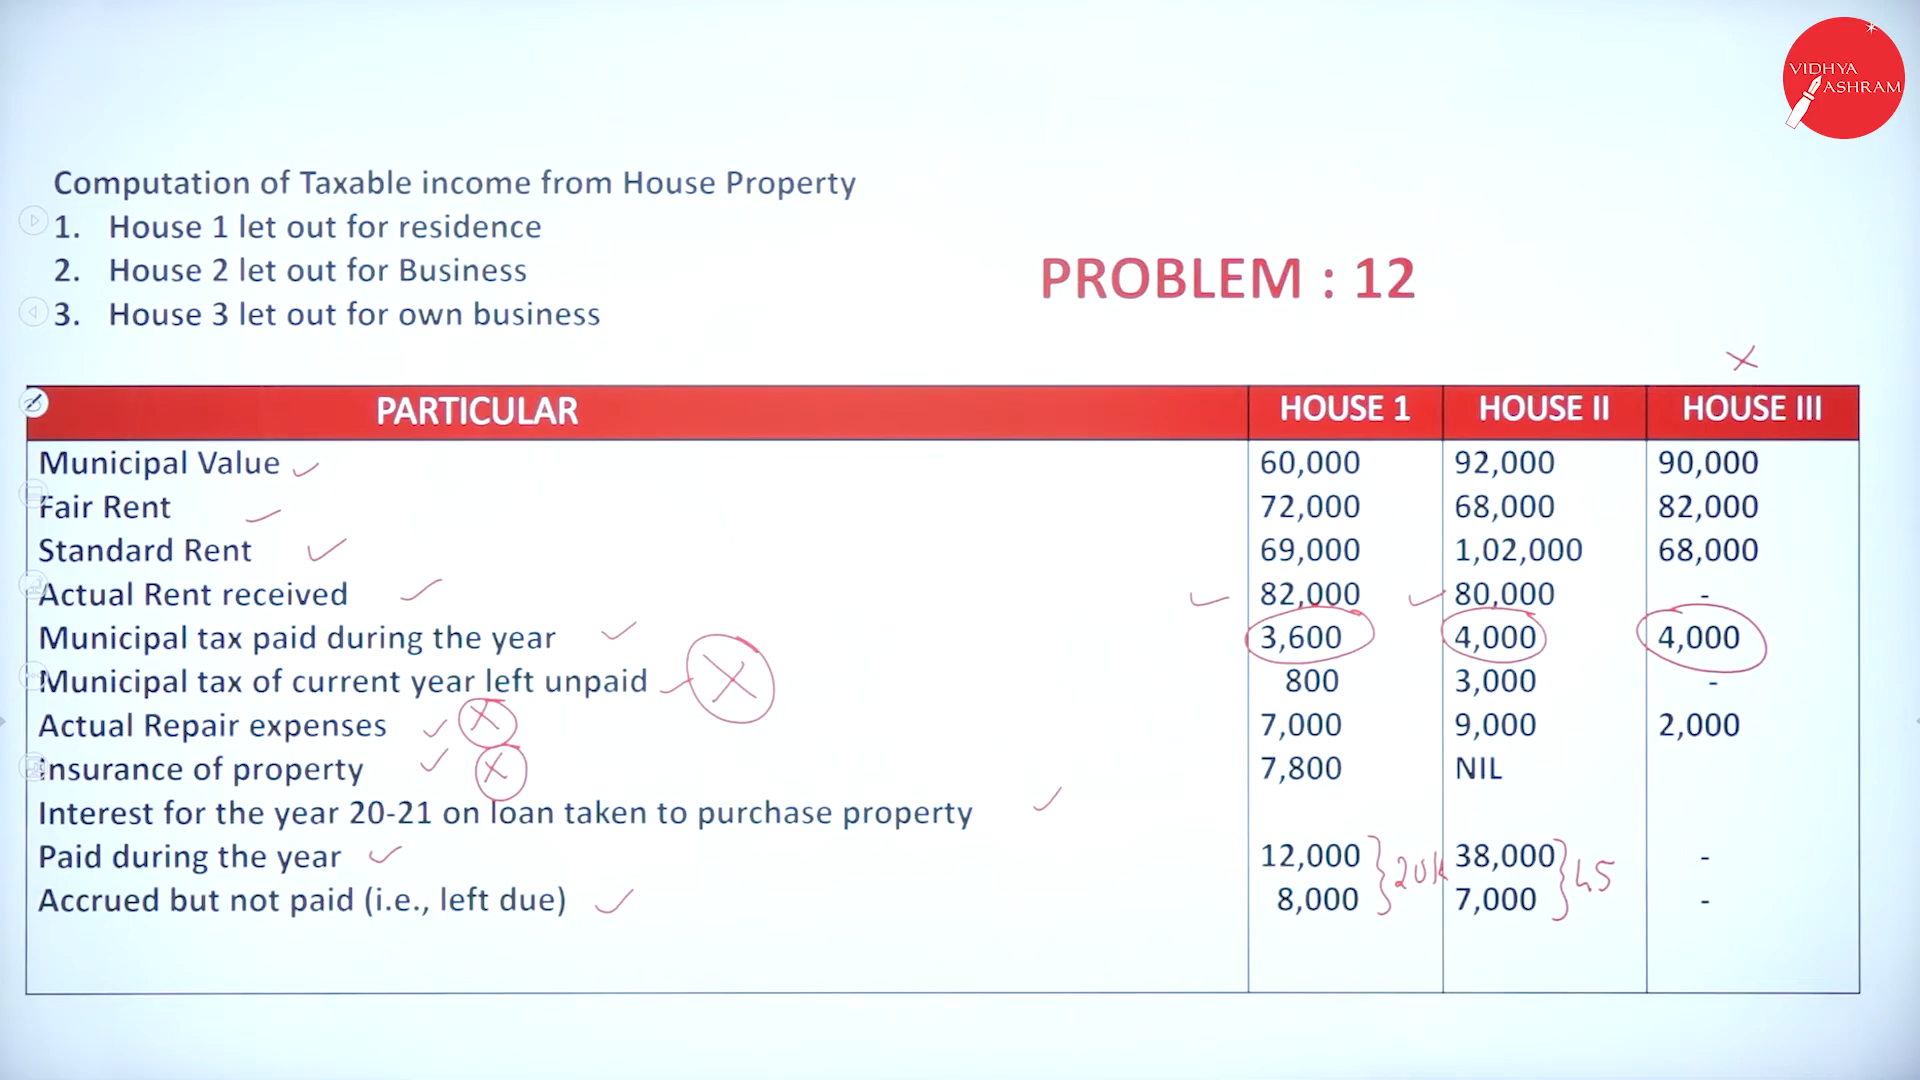 VIDHYA
ASHRAM
Computation of Taxable income from House Property
1. House 1 let out for residence
2. House 2 let out for Business
3. House 3 let out for own business
PROBLEM : 12
PARTICULAR HOUSE 1 HOUSE II HOUSE III
Municipal Value 60,000 92,000 90,000
Fair Rent 72,000 68,000 82,000
Standard Rent 69,000 1,02,000 68,000
Actual Rent received 82,000 80,000 -
Municipal tax paid during the year 3,600 4,000 4,000
Municipal tax of current year left unpaid 800 3,000 -
Actual Repair expenses 7,000 9,000 2,000
Insurance of property 7,800 NIL
Interest for the year 20-21 on loan taken to purchase property
Paid during the year 12,000 38,000 -
20k 45
Accrued but not paid (i.e., left due) 8,000 7,000 -